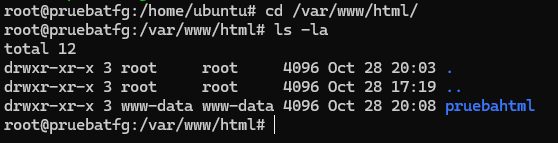 root@pruebatfg:/home/ubuntu# cd /var/www/html/
root@pruebatfg:/var/www/html# ls -la
total 12
drwxr-xr-x 3 root     root     4096 Oct 28 20:03 .
drwxr-xr-x 3 root     root     4096 Oct 28 17:19 ..
drwxr-xr-x 3 www-data www-data 4096 Oct 28 20:08 pruebahtml
root@pruebatfg:/var/www/html#